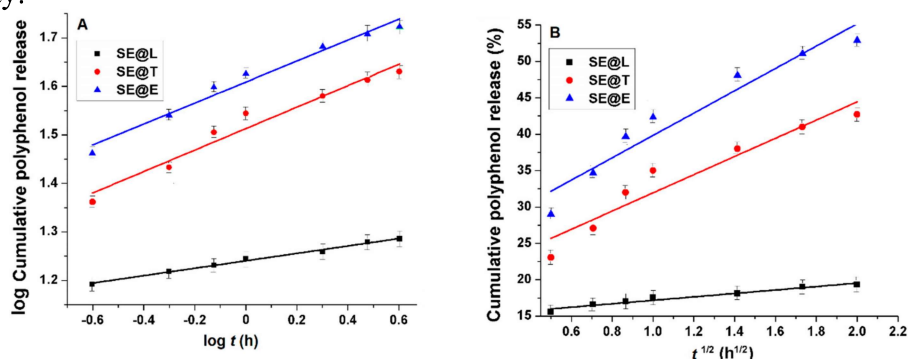 A
SE@L
SE@T
SE@E
log Cumulative polyphenol release
1.7
1.6
1.5
1.4
1.3
1.2
-0.6 -0.4 -0.2 0 0.2 0.4 0.6
log t (h)
B
SE@L
SE@T
SE@E
Cumulative polyphenol release (%)
55
50
45
40
35
30
25
20
15
0.6 0.8 1.0 1.2 1.4 1.6 1.8 2.0 2.2
t 1/2 (h1/2)